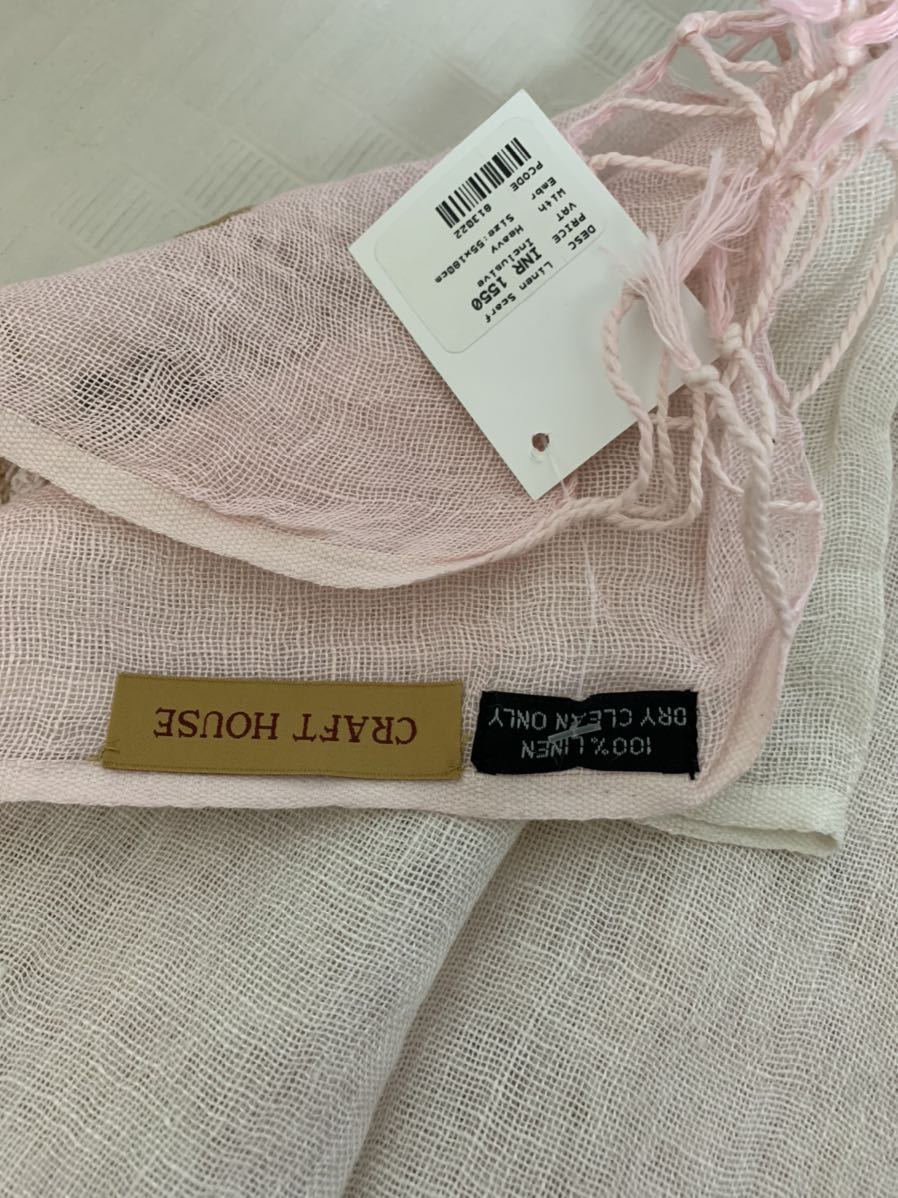 DESC Linen Scarf
PRICE INR 1550
VAT Inclusive
With Heavy
Embr Size:55x180cm
PCODE 013022
CRAFT HOUSE
100% LINEN
DRY CLEAN ONLY